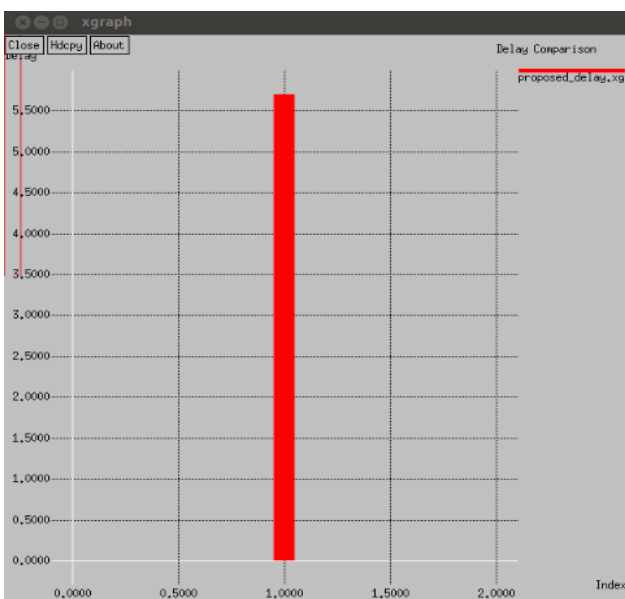 xgraph
Close Hdcpy About
Delay
Delay Comparison
proposed_delay.xg
5.5000
5.0000
4.5000
4.0000
3.5000
3.0000
2.5000
2.0000
1.5000
1.0000
0.5000
0.0000
0.0000 0.5000 1.0000 1.5000 2.0000
Index